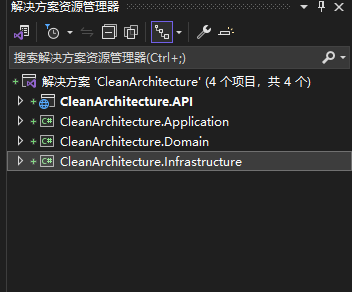 解决方案资源管理器
搜索解决方案资源管理器(Ctrl+;)
解决方案 'CleanArchitecture' (4 个项目，共 4 个)
CleanArchitecture.API
CleanArchitecture.Application
CleanArchitecture.Domain
CleanArchitecture.Infrastructure